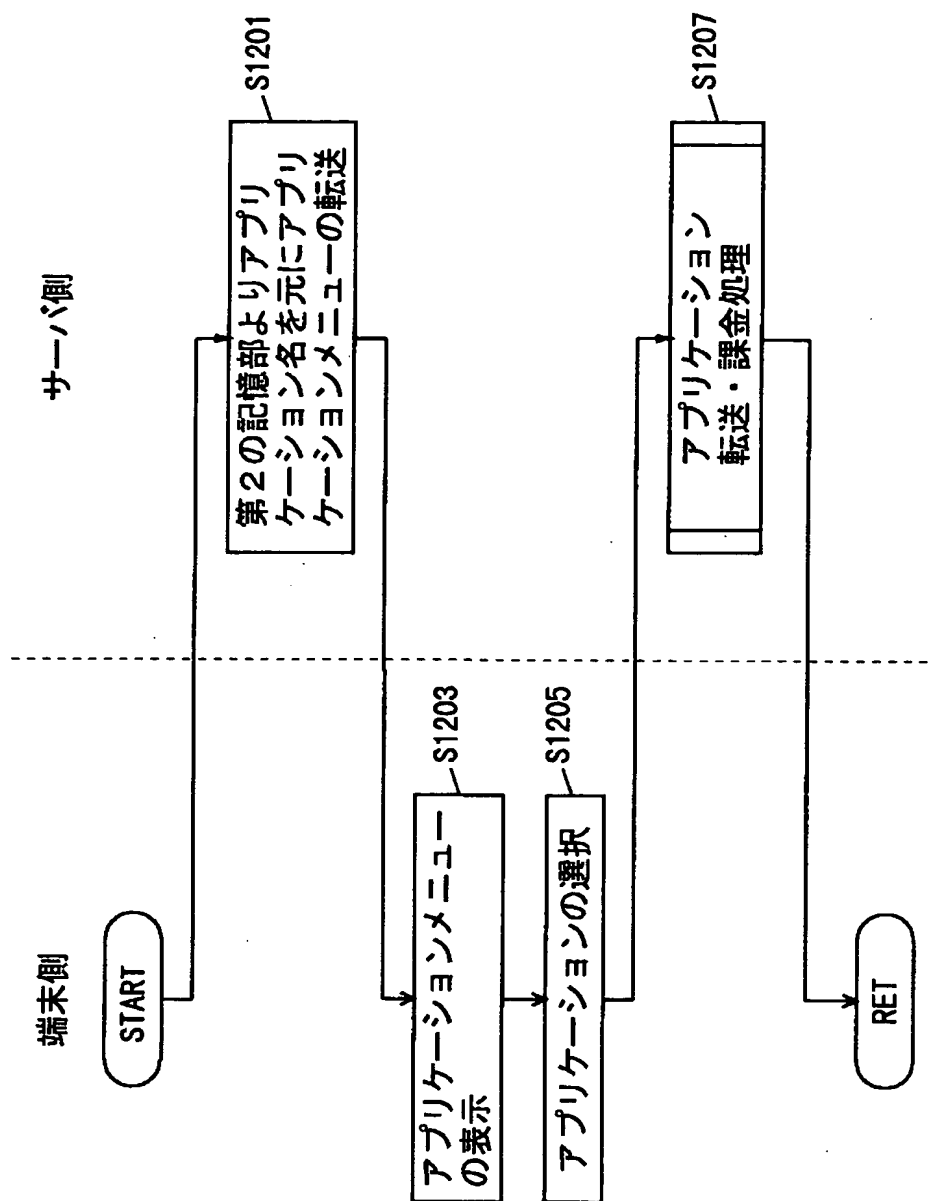 端末側
サーバ側
START
第２の記憶部よりアプリ
ケーション名を元にアプリ
ケーションメニューの転送
S1201
アプリケーションメニュー
の表示
S1203
アプリケーションの選択
S1205
アプリケーション
転送・課金処理
S1207
RET